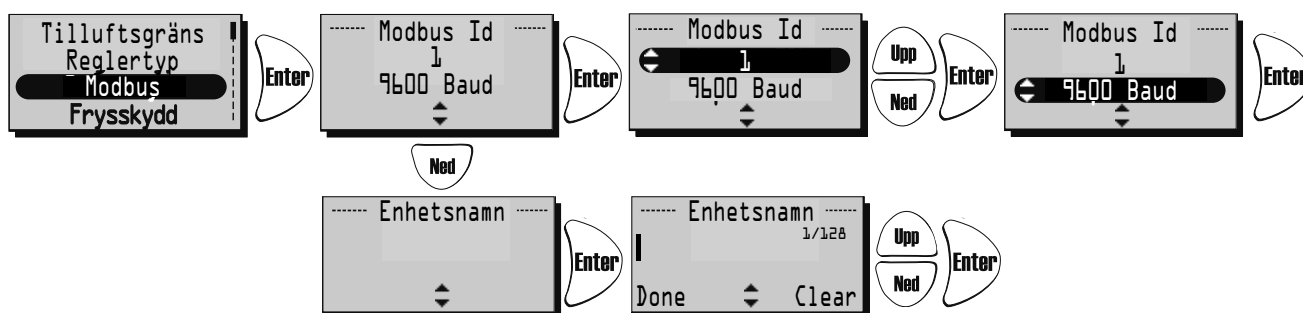 Tilluftsgräns
Reglertyp
Modbus
Frysskydd
Enter
Modbus Id
1
9600 Baud
Enter
Modbus Id
1
9600 Baud
Upp
Ned
Enter
Modbus Id
1
9600 Baud
Enter
Ned
Enhetsnamn
Enter
Enhetsnamn
1/128
Done Clear
Upp
Ned
Enter